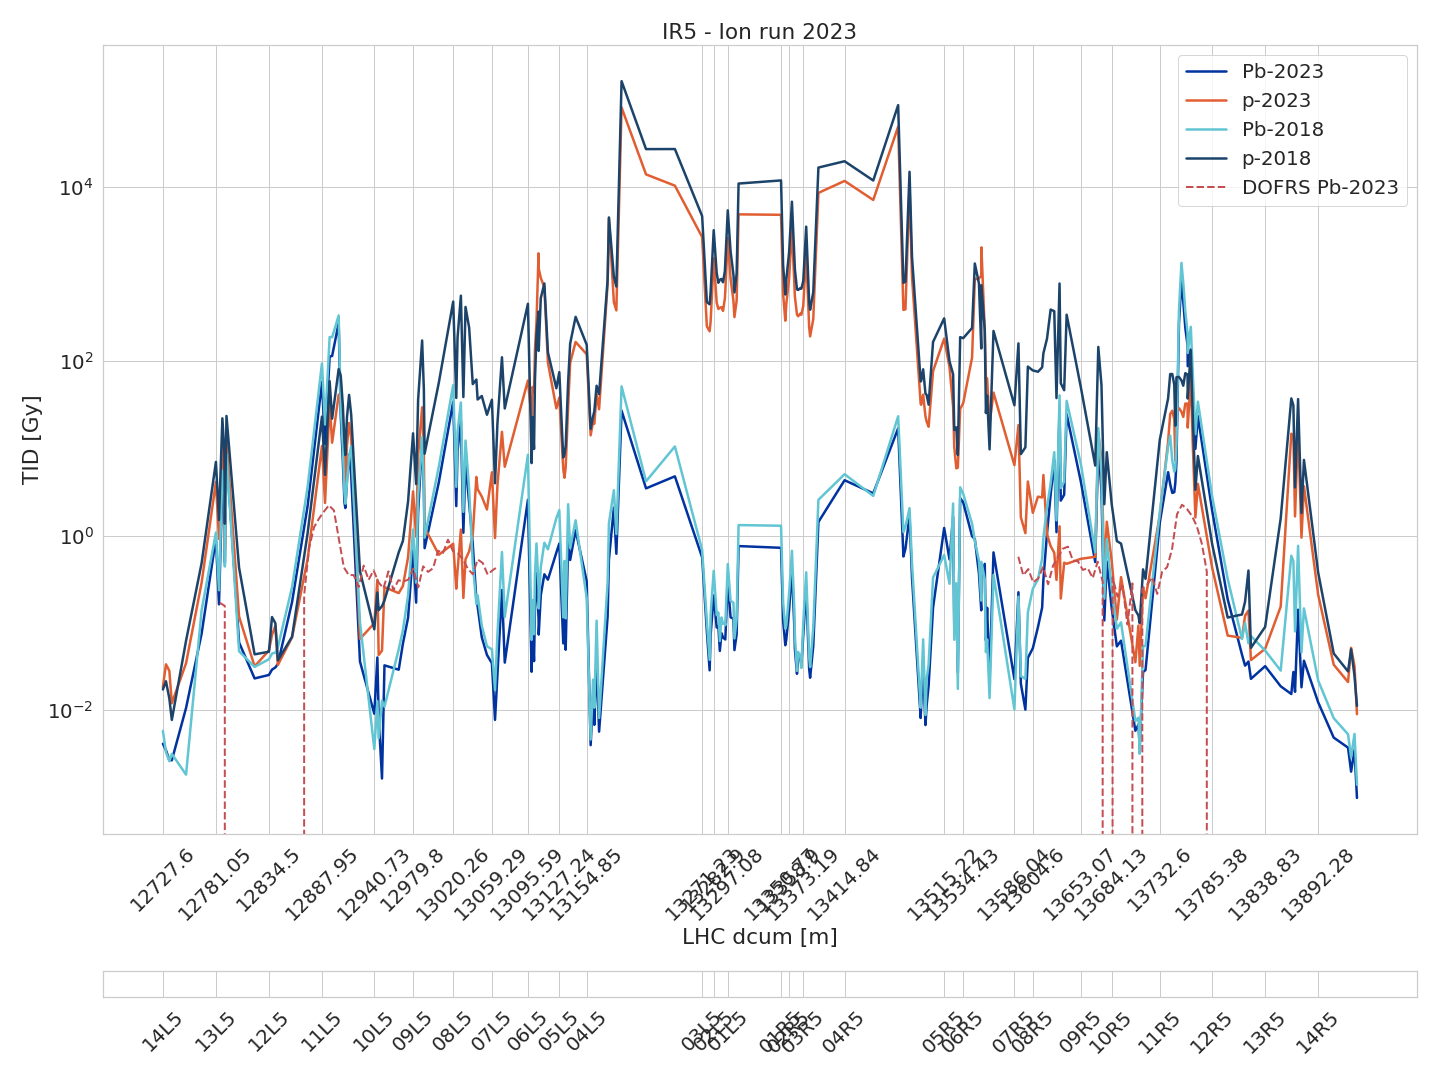 IR5 - Ion run 2023
Pb-2023
p-2023
Pb-2018
p-2018
DOFRS Pb-2023
TID [Gy]
10⁴
10²
10⁰
10⁻²
12727.6
12781.05
12834.5
12887.95
12940.73
12979.8
13020.26
13059.29
13095.59
13127.24
13154.85
13297.08
13373.19
13414.84
13515.22
13534.43
13586.04
13604.6
13653.07
13684.13
13732.6
13785.38
13838.83
13892.28
LHC dcum [m]
14L5
13L5
12L5
11L5
10L5
09L5
08L5
07L5
06L5
05L5
04L5
03L5
02L5
01L5
01R5
02R5
03R5
04R5
05R5
06R5
07R5
08R5
09R5
10R5
11R5
12R5
13R5
14R5